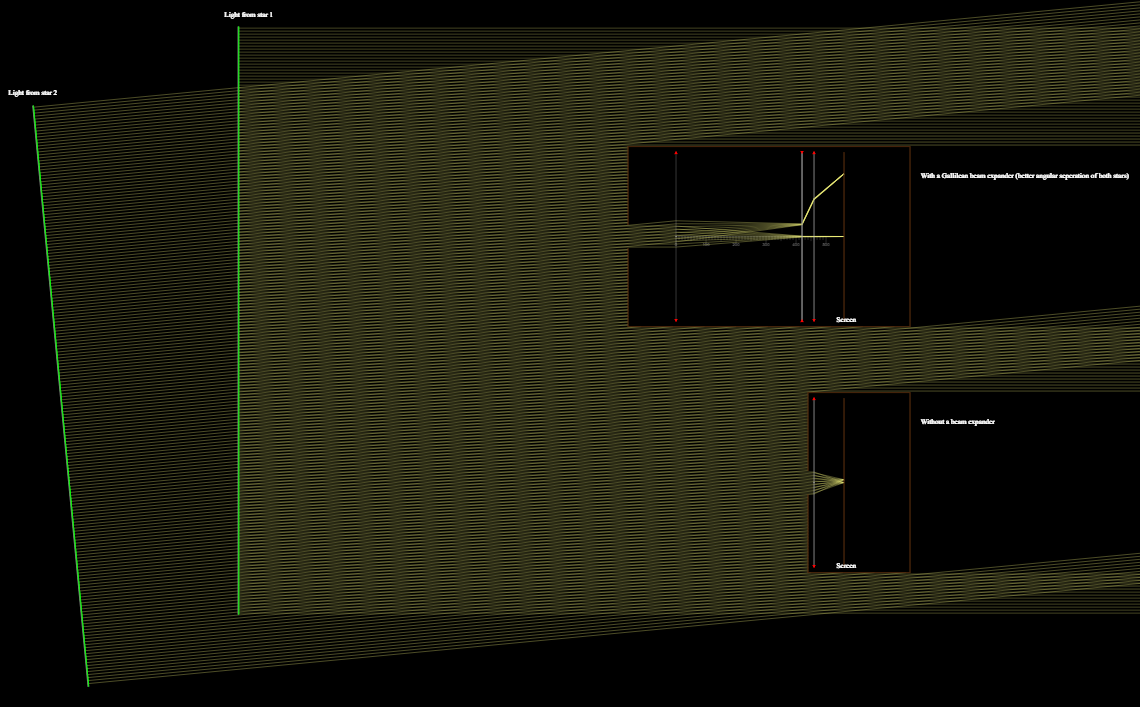 Light from star 1
Light from star 2
With a Gallilean beam expander (better angular seperation of both stars)
Screen
Without a beam expander
Screen